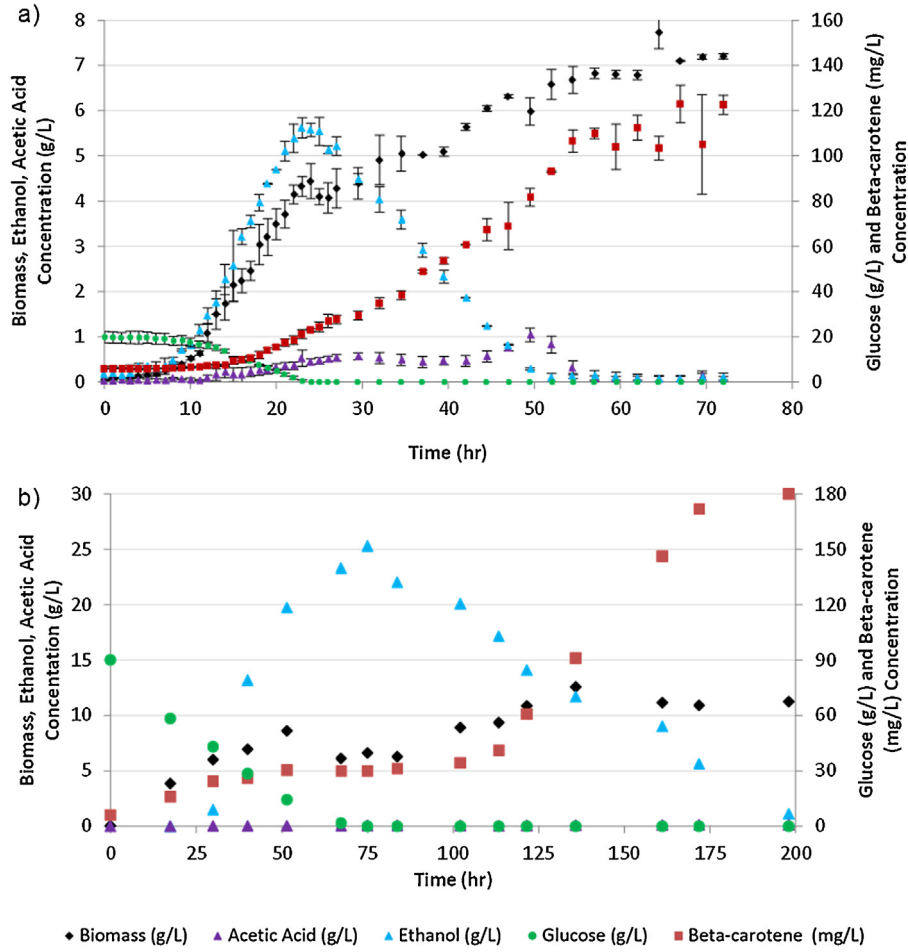 a)
8
7
6
5
4
3
2
1
0
160
140
120
100
80
60
40
20
0
Biomass, Ethanol, Acetic Acid
Concentration (g/L)
Glucose (g/L) and Beta-carotene (mg/L)
Concentration
0
10
20
30
40
50
60
70
80
Time (hr)
b)
30
25
20
15
10
5
0
180
150
120
90
60
30
0
Biomass, Ethanol, Acetic Acid
Concentation (g/L)
Glucose (g/L) and Beta-carotene
(mg/L) Concentration
0
25
50
75
100
125
150
175
200
Time (hr)
Biomass (g/L)
Acetic Acid (g/L)
Ethanol (g/L)
Glucose (g/L)
Beta-carotene (mg/L)